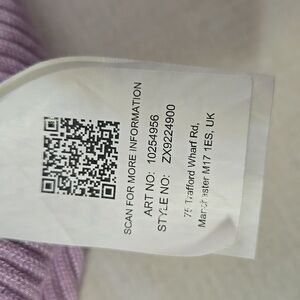 SCAN FOR MORE INFORMATION
ART NO: 10254956
STYLE NO: ZX9224900
75 Trafford Wharf Rd,
Manchester M17 1ES, UK